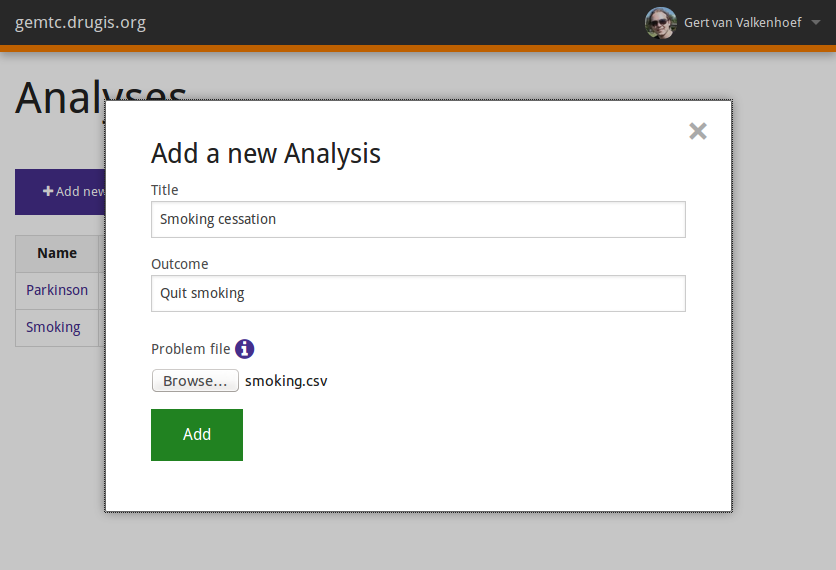 gemtc.drugis.org
Gert van Valkenhoef
Analyses
Add new
Name
Parkinson
Smoking
Add a new Analysis
Title
Smoking cessation
Outcome
Quit smoking
Problem file
Browse...
smoking.csv
Add